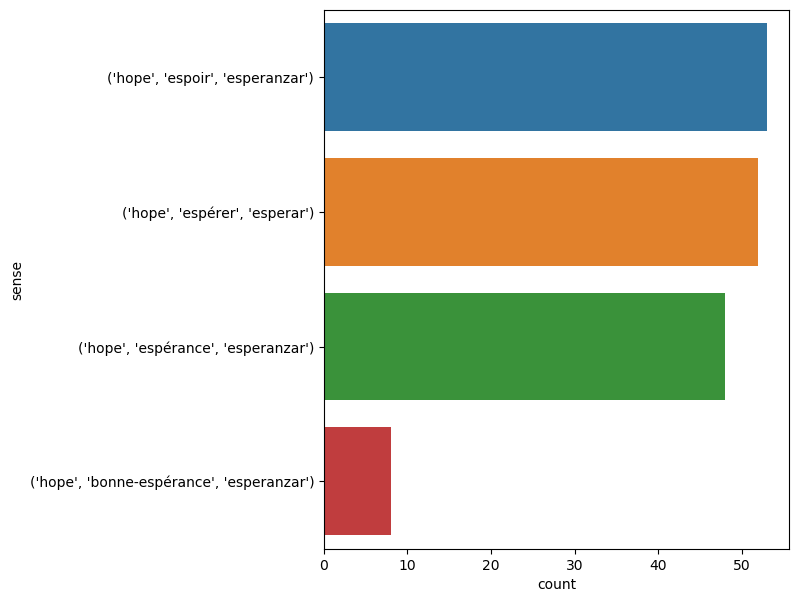 ('hope', 'espoir', 'esperanzar')
('hope', 'espérer', 'esperar')
sense
('hope', 'espérance', 'esperanzar')
('hope', 'bonne-espérance', 'esperanzar')
0 10 20 30 40 50
count